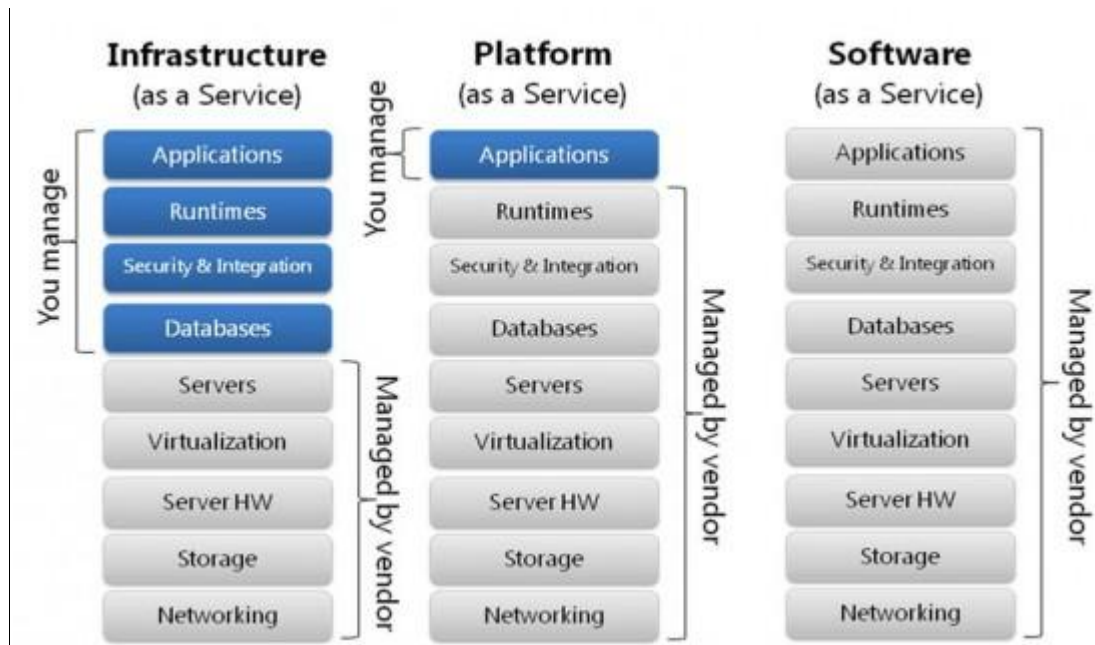 Infrastructure
(as a Service)
You manage
Applications
Runtimes
Security & Integration
Databases
Servers
Virtualization
Server HW
Storage
Networking
Managed by vendor
Platform
(as a Service)
You manage
Applications
Runtimes
Security & Integration
Databases
Servers
Virtualization
Server HW
Storage
Networking
Managed by vendor
Software
(as a Service)
Applications
Runtimes
Security & Integration
Databases
Servers
Virtualization
Server HW
Storage
Networking
Managed by vendor